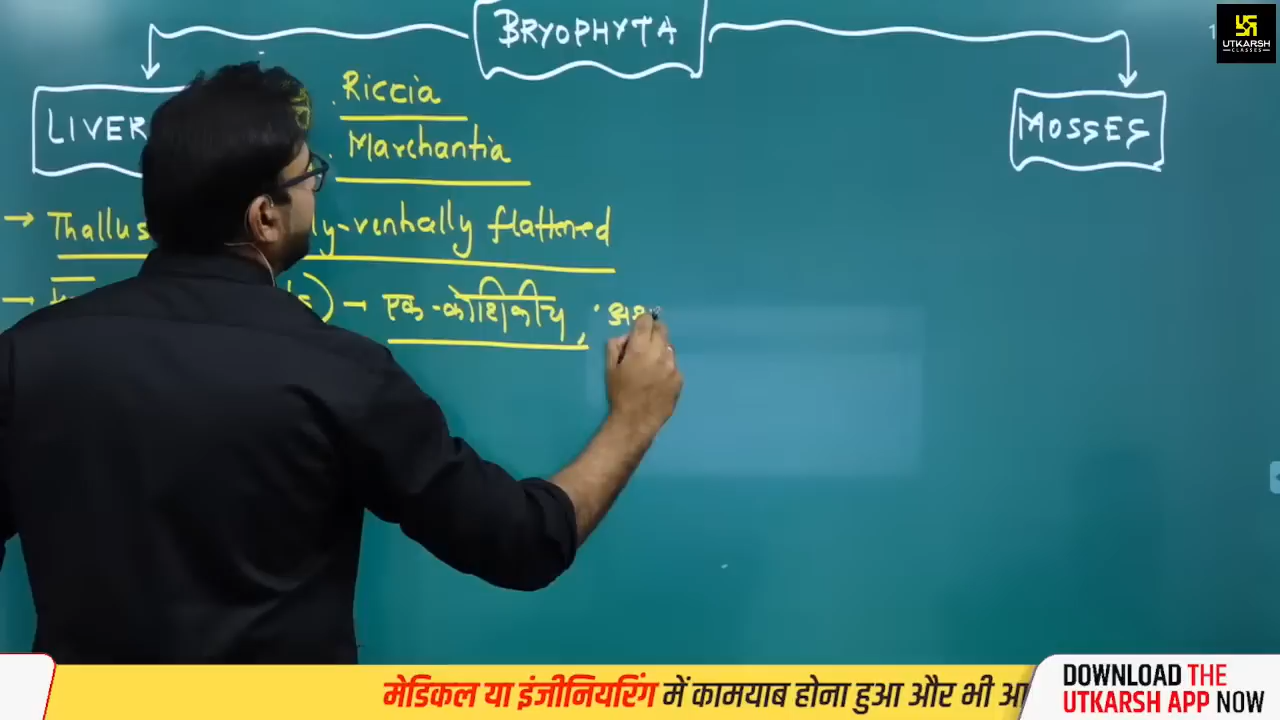 BRYOPHYTA
UTKARSH
CLASSES
LIVER
Riccia
Marchantia
MOSSES
→ Thallus ly-ventrally flattened
→ एक-कोशिकीय,
मेडिकल या इंजीनियरिंग में कामयाब होना हुआ और भी
DOWNLOAD THE
UTKARSH APP NOW